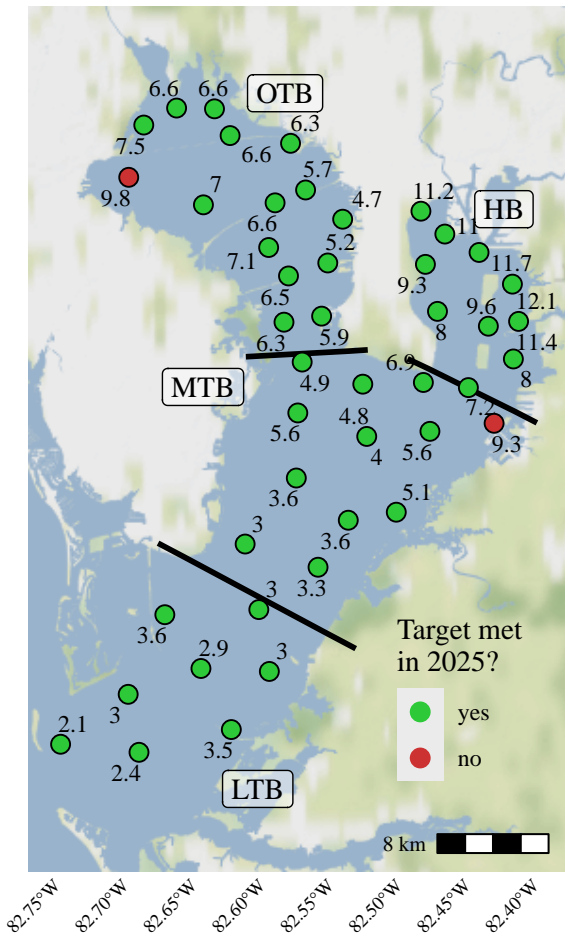 6.6
6.6
OTB
6.3
7.5
6.6
5.7
9.8
7
4.7
11.2
HB
6.6
11
7.1
5.2
11.7
9.3
6.5
12.1
9.6
8
6.3
5.9
11.4
6.9
8
MTB
4.9
4.8
7.2
5.6
4
5.6
9.3
3.6
5.1
3
3.6
3.3
3
3.6
Target met
in 2025?
2.9
3
3
yes
2.1
3.5
no
2.4
LTB
8 km
82.75°W
82.70°W
82.65°W
82.60°W
82.55°W
82.50°W
82.45°W
82.40°W